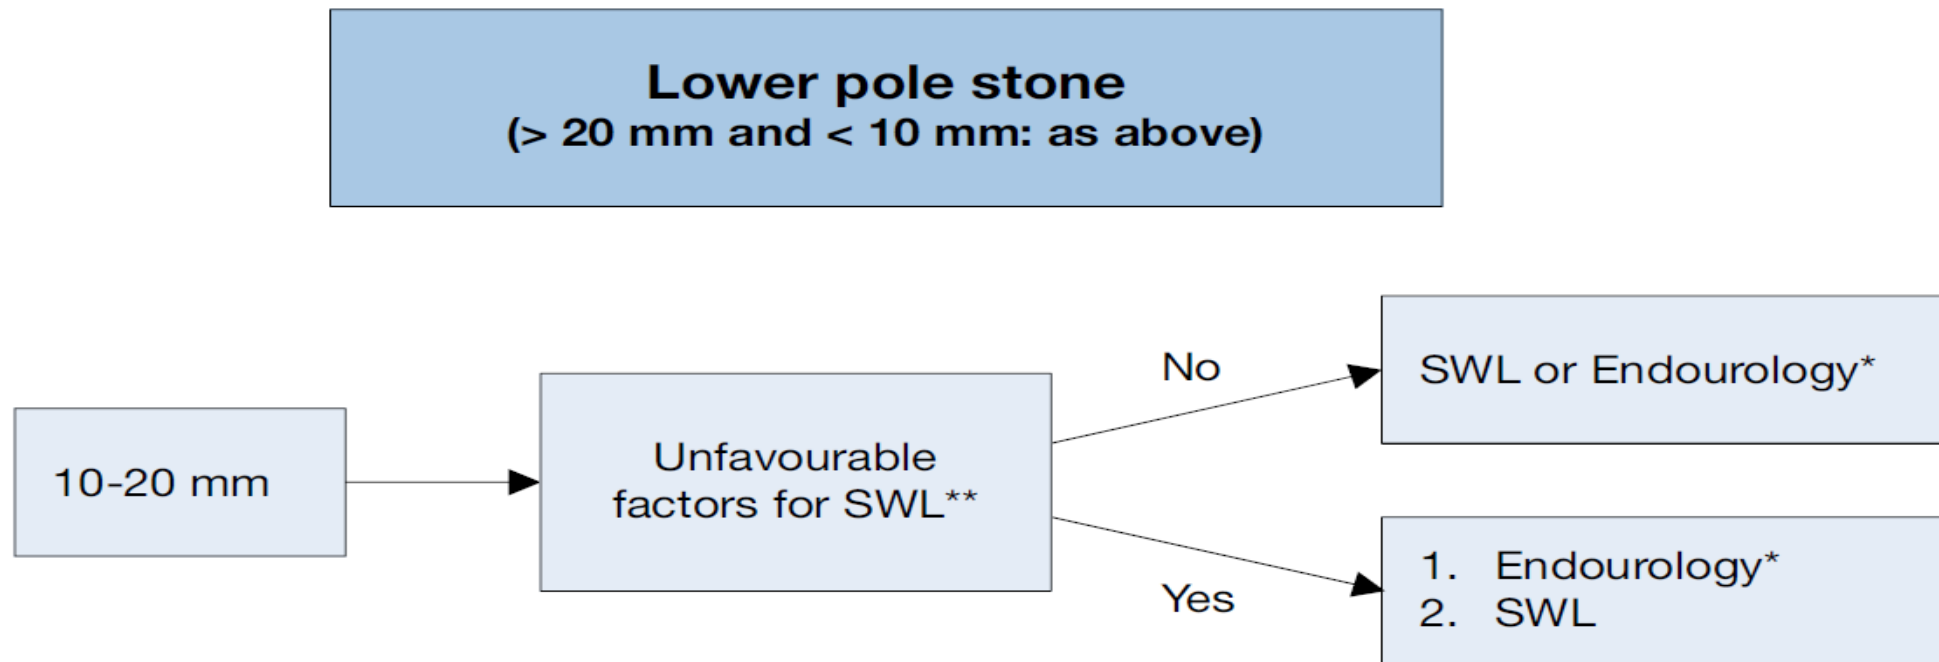 Lower pole stone
(> 20 mm and < 10 mm: as above)
10-20 mm
Unfavourable
factors for SWL**
No
SWL or Endourology*
Yes
1. Endourology*
2. SWL